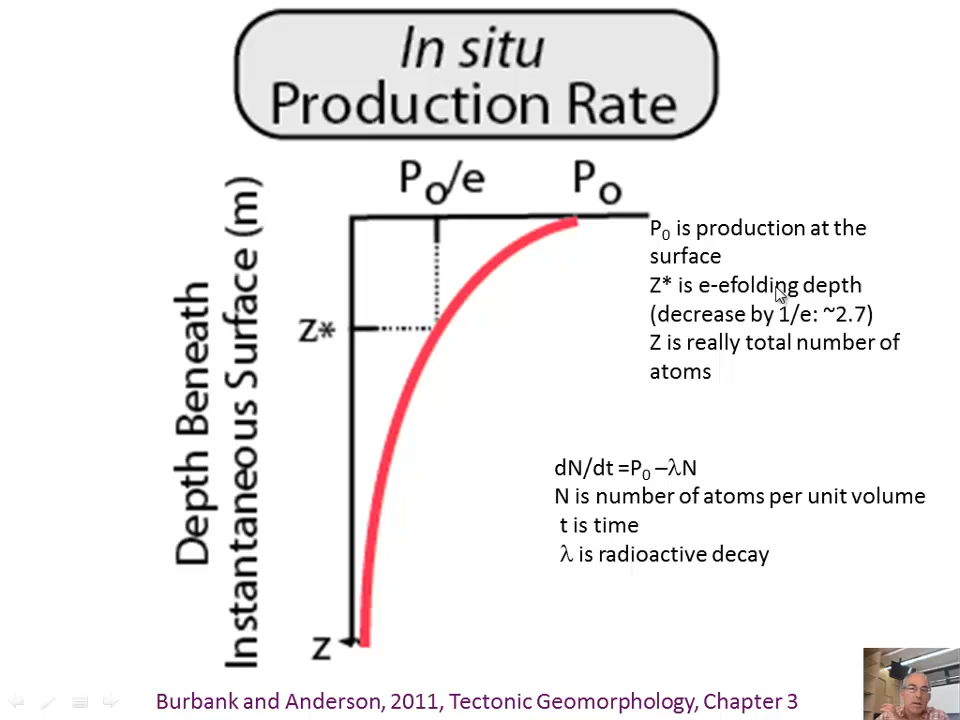 In situ
Production Rate
P₀/e
P₀
Depth Beneath
Instantaneous Surface (m)
Z*
z
P₀ is production at the
surface
Z* is e-efolding depth
(decrease by 1/e: ~2.7)
Z is really total number of
atoms
dN/dt =P₀ –λN
N is number of atoms per unit volume
t is time
λ is radioactive decay
Burbank and Anderson, 2011, Tectonic Geomorphology, Chapter 3